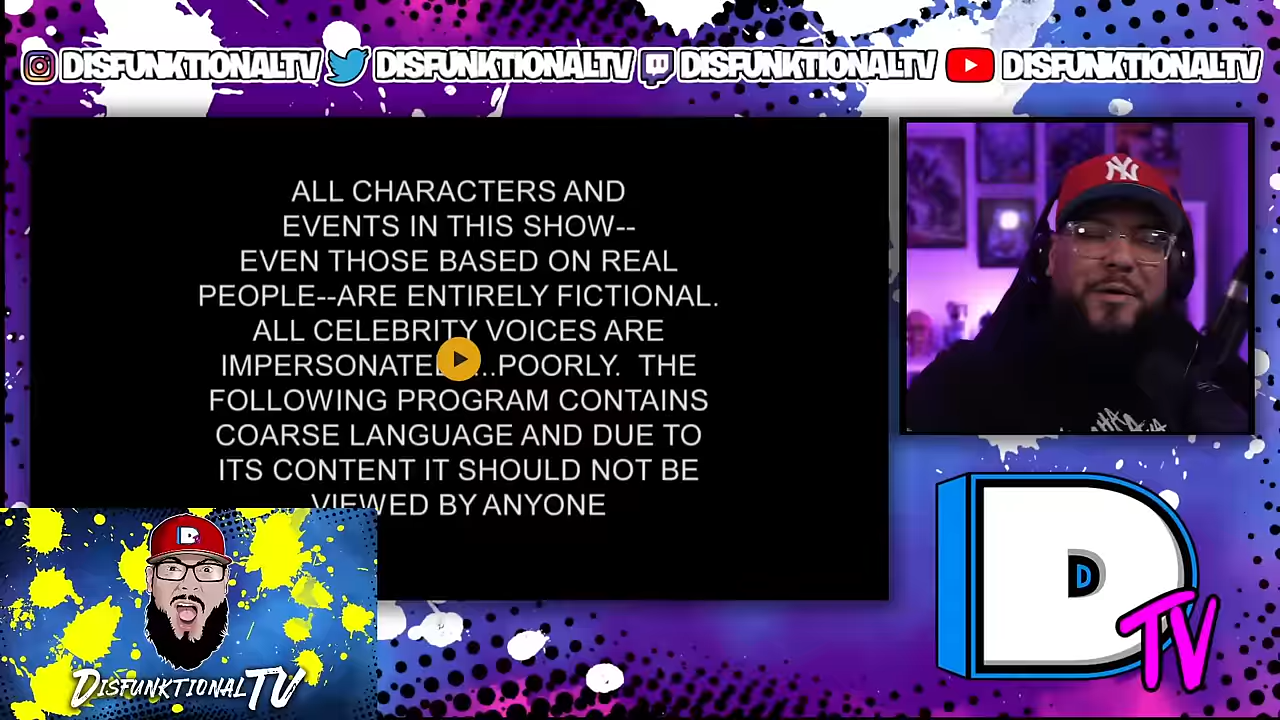 DISFUNKTIONALTV DISFUNKTIONALTV DISFUNKTIONALTV DISFUNKTIONALTV
ALL CHARACTERS AND
EVENTS IN THIS SHOW--
EVEN THOSE BASED ON REAL
PEOPLE--ARE ENTIRELY FICTIONAL.
ALL CELEBRITY VOICES ARE
IMPERSONATED...POORLY. THE
FOLLOWING PROGRAM CONTAINS
COARSE LANGUAGE AND DUE TO
ITS CONTENT IT SHOULD NOT BE
VIEWED BY ANYONE
NY
D
DISFUNKTIONALTV
D
D
TV